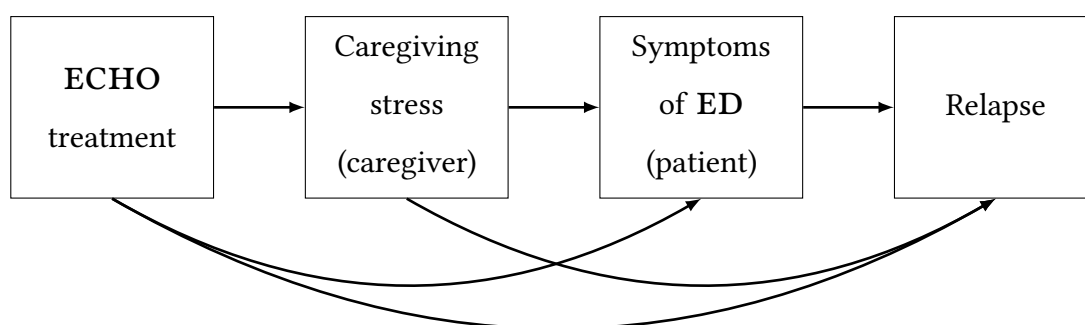 ECHO
treatment
Caregiving
stress
(caregiver)
Symptoms
of ED
(patient)
Relapse